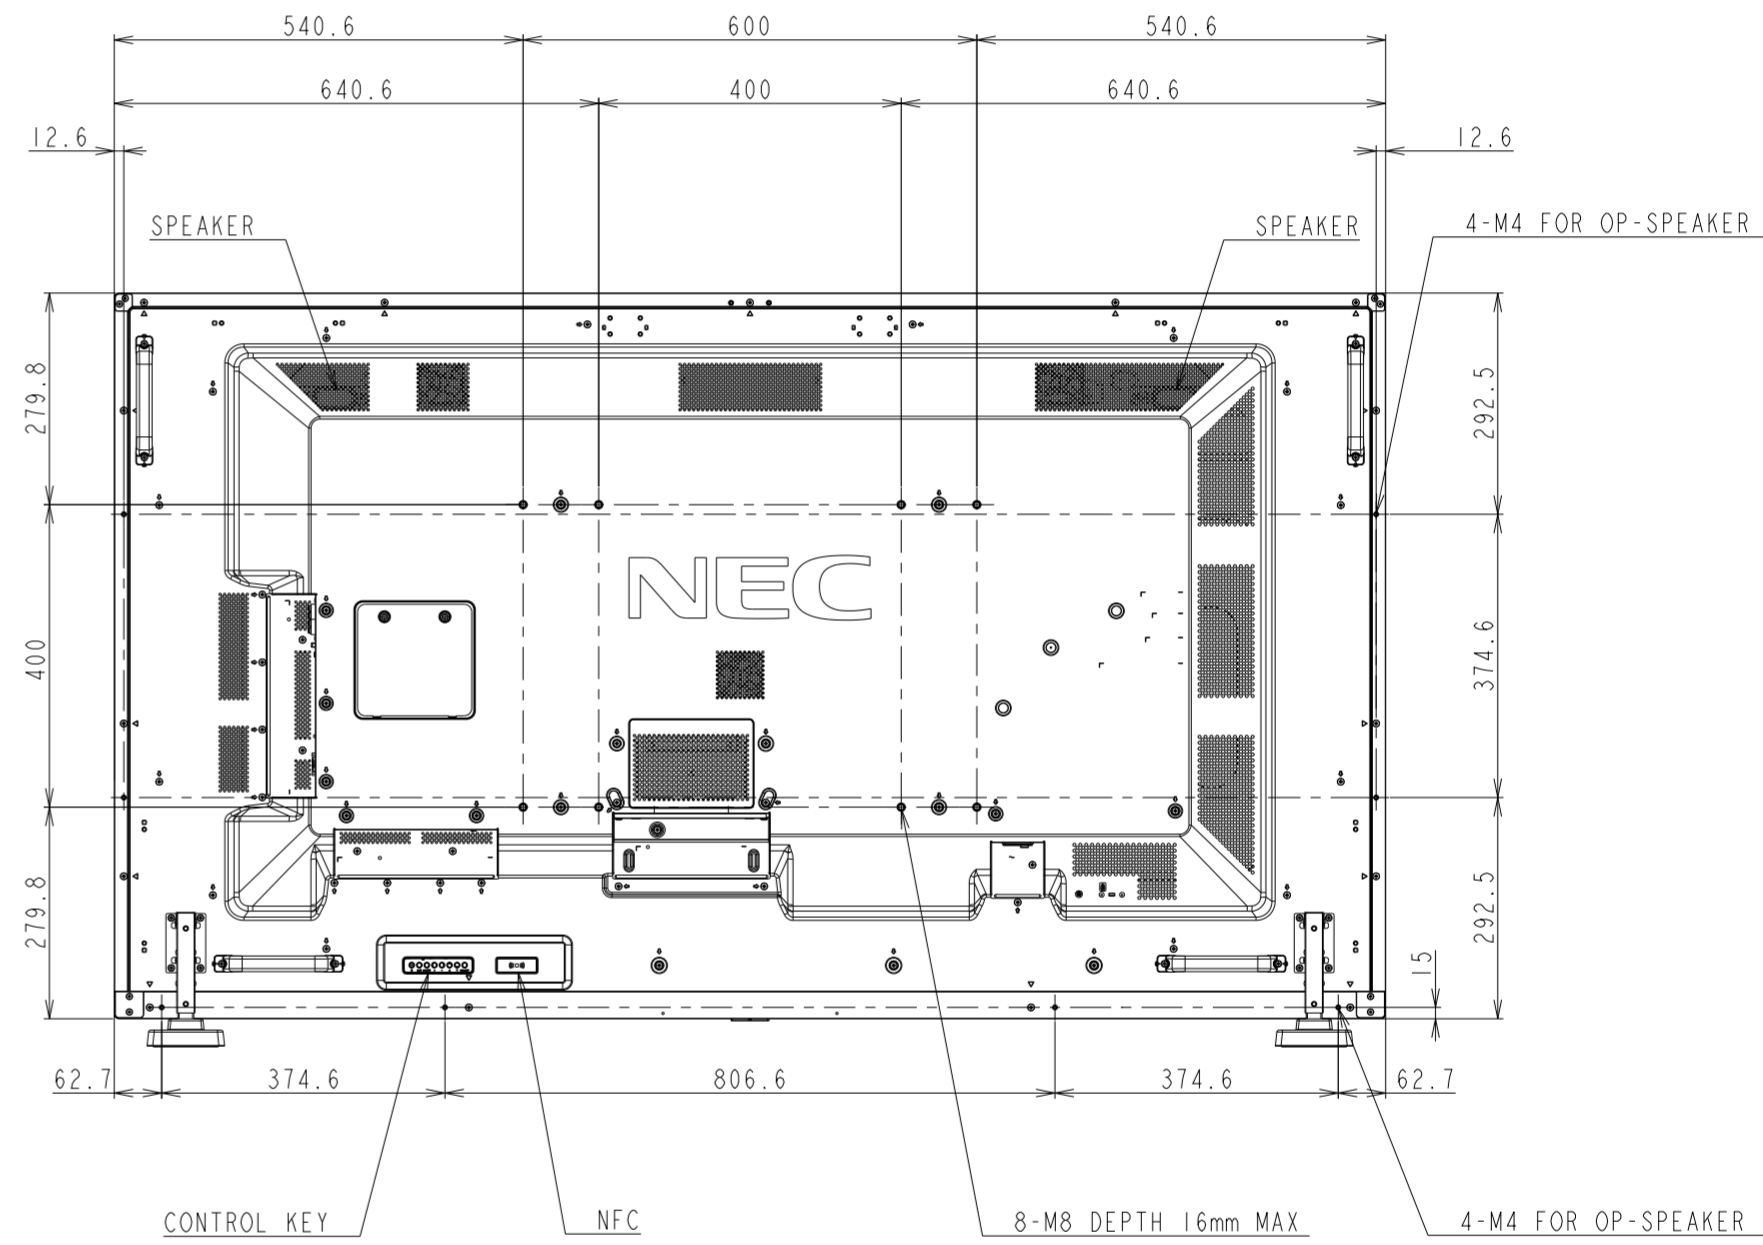 540.6 600 540.6
640.6 400 640.6
12.6 12.6
SPEAKER SPEAKER 4-M4 FOR OP-SPEAKER
279.8 292.5
NEC
400 374.6
279.8 292.5
15
62.7 374.6 806.6 374.6 62.7
CONTROL KEY NFC 8-M8 DEPTH 16mm MAX 4-M4 FOR OP-SPEAKER